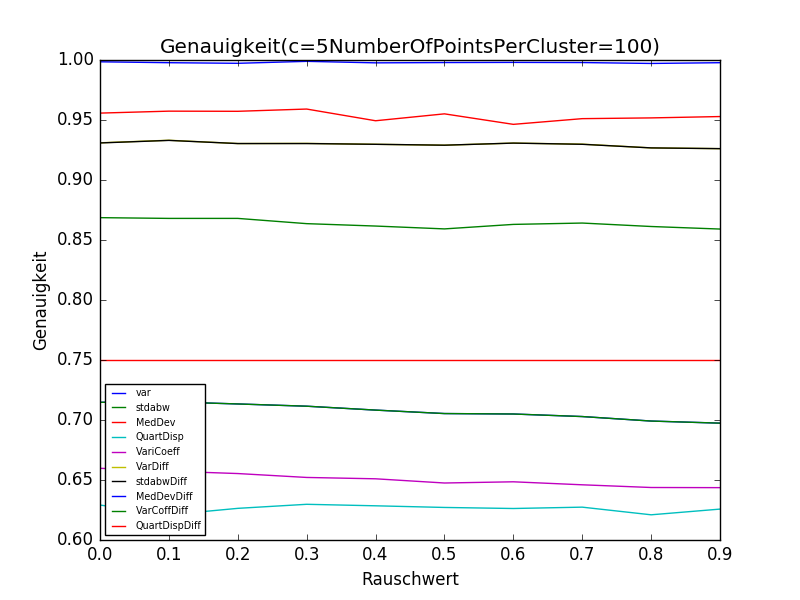 Genauigkeit(c=5NumberOfPointsPerCluster=100)
1.00
0.95
0.90
0.85
0.80
0.75
0.70
0.65
0.60
Genauigkeit
var
stdabw
MedDev
QuartDisp
VariCoeff
VarDiff
stdabwDiff
MedDevDiff
VarCoffDiff
QuartDispDiff
0.0 0.1 0.2 0.3 0.4 0.5 0.6 0.7 0.8 0.9
Rauschwert